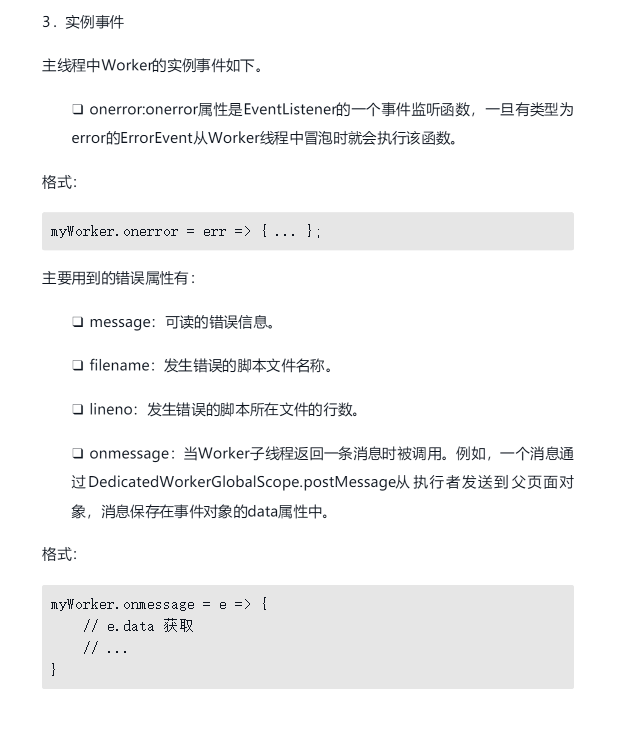 3．实例事件
主线程中Worker的实例事件如下。
❑ onerror:onerror属性是EventListener的一个事件监听函数，一旦有类型为
error的ErrorEvent从Worker线程中冒泡时就会执行该函数。
格式：
myWorker.onerror = err => { ... };
主要用到的错误属性有：
❑ message：可读的错误信息。
❑ filename：发生错误的脚本文件名称。
❑ lineno：发生错误的脚本所在文件的行数。
❑ onmessage：当Worker子线程返回一条消息时被调用。例如，一个消息通
过DedicatedWorkerGlobalScope.postMessage从执行者发送到父页面对
象，消息保存在事件对象的data属性中。
格式：
myWorker.onmessage = e => {
    // e.data 获取
    // ...
}